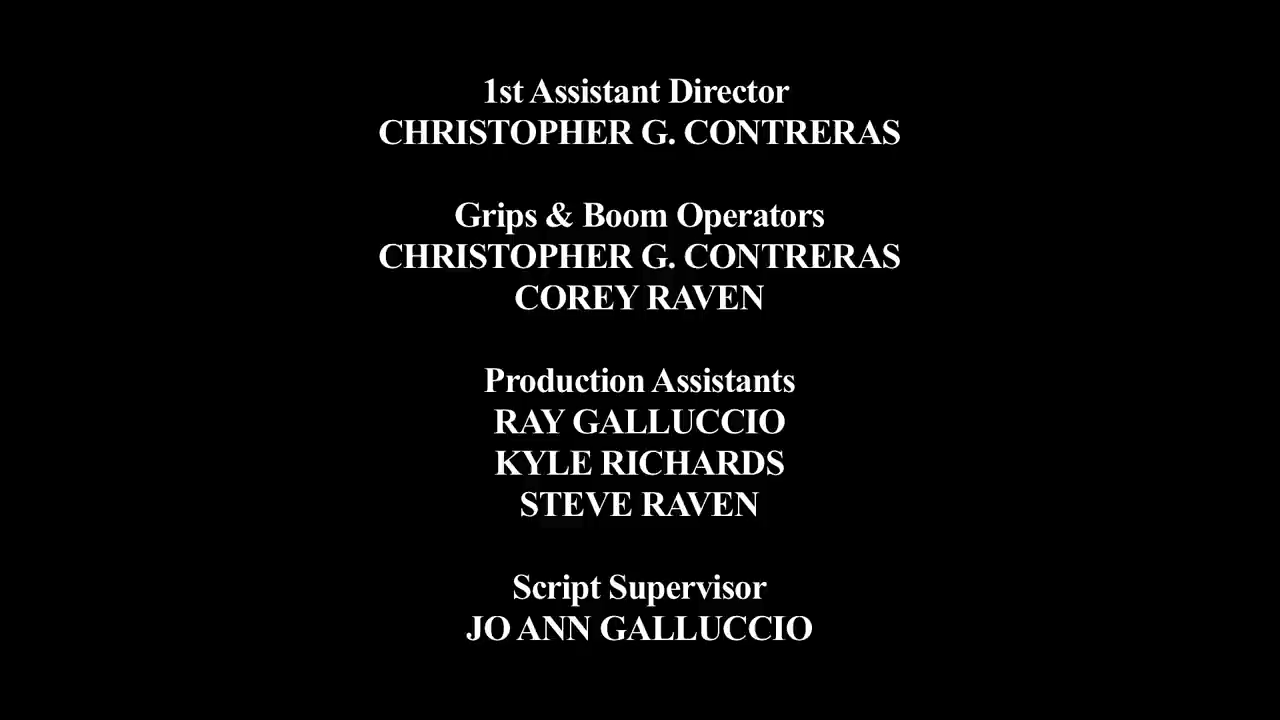 1st Assistant Director
CHRISTOPHER G. CONTRERAS
Grips & Boom Operators
CHRISTOPHER G. CONTRERAS
COREY RAVEN
Production Assistants
RAY GALLUCCIO
KYLE RICHARDS
STEVE RAVEN
Script Supervisor
JO ANN GALLUCCIO